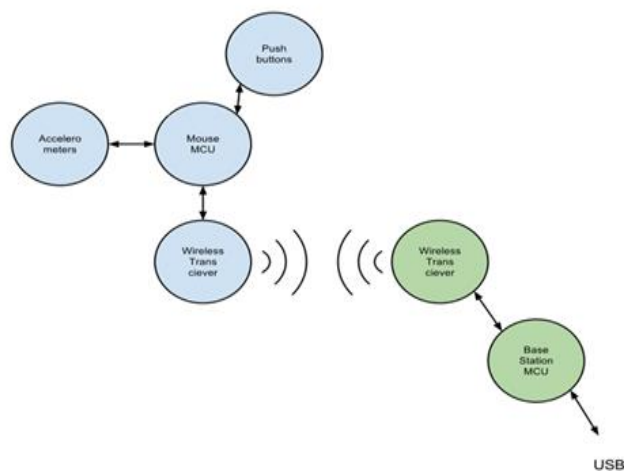 Push
buttons
Accelero
meters
Mouse
MCU
Wireless
Trans
ciever
Wireless
Trans
ciever
Base
Station
MCU
USB